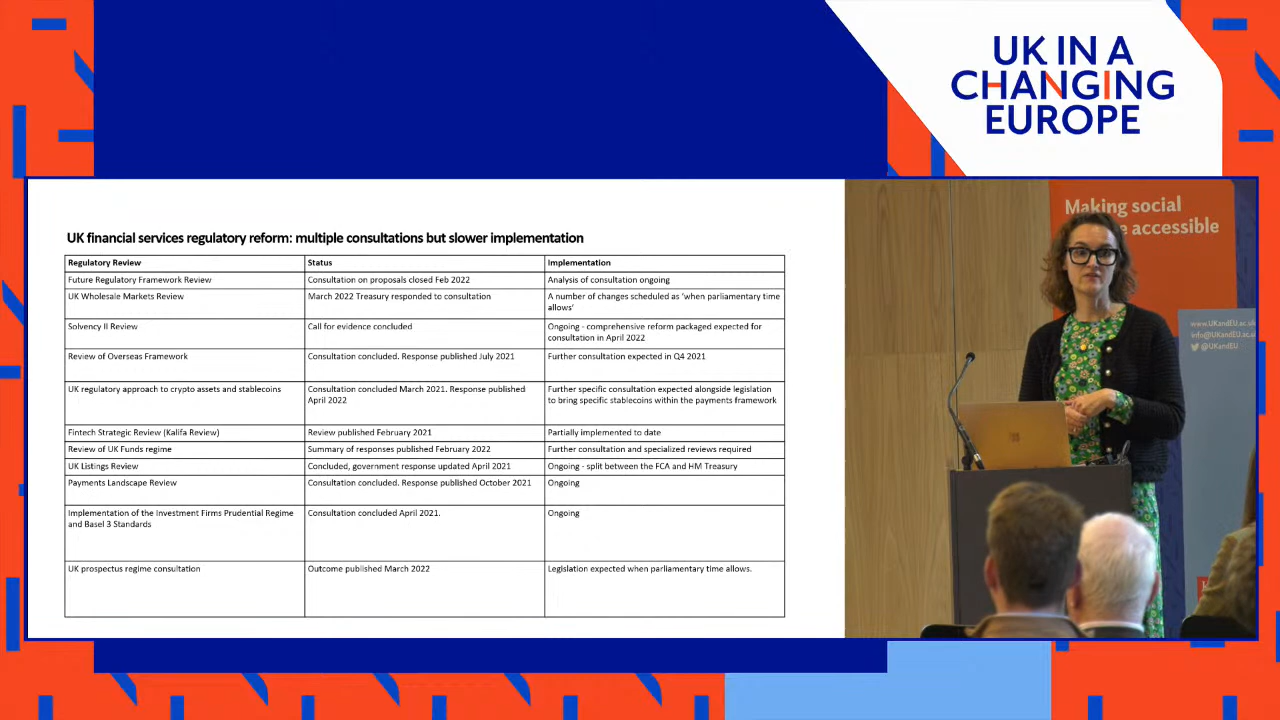 UK IN A
CHANGING
EUROPE
UK financial services regulatory reform: multiple consultations but slower implementation
Regulatory Review
Status
Implementation
Future Regulatory Framework Review
Consultation on proposals closed Feb 2022
Analysis of consultation ongoing
UK Wholesale Markets Review
March 2022 Treasury responded to consultation
A number of changes scheduled as 'when parliamentary time
allows'
Solvency II Review
Call for evidence concluded
Ongoing - comprehensive reform packaged expected for
consultation in April 2022
Review of Overseas Framework
Consultation concluded. Response published July 2021
Further consultation expected in Q4 2021
UK regulatory approach to crypto assets and stablecoins
Consultation concluded March 2021. Response published
April 2022
Further specific consultation expected alongside legislation
to bring specific stablecoins within the payments framework
Fintech Strategic Review (Kalifa Review)
Review published February 2021
Partially implemented to date
Review of UK Funds regime
Summary of responses published February 2022
Further consultation and specialized reviews required
UK Listings Review
Concluded, government response updated April 2021
Ongoing - split between the FCA and HM Treasury
Payments Landscape Review
Consultation concluded. Response published October 2021
Ongoing
Implementation of the Investment Firms Prudential Regime
and Basel 3 Standards
Consultation concluded April 2021.
Ongoing
UK prospectus regime consultation
Outcome published March 2022
Legislation expected when parliamentary time allows.
Making social
accessible
www.UKandEU.ac.uk
info@UKandEU.ac.u
@UKandEU